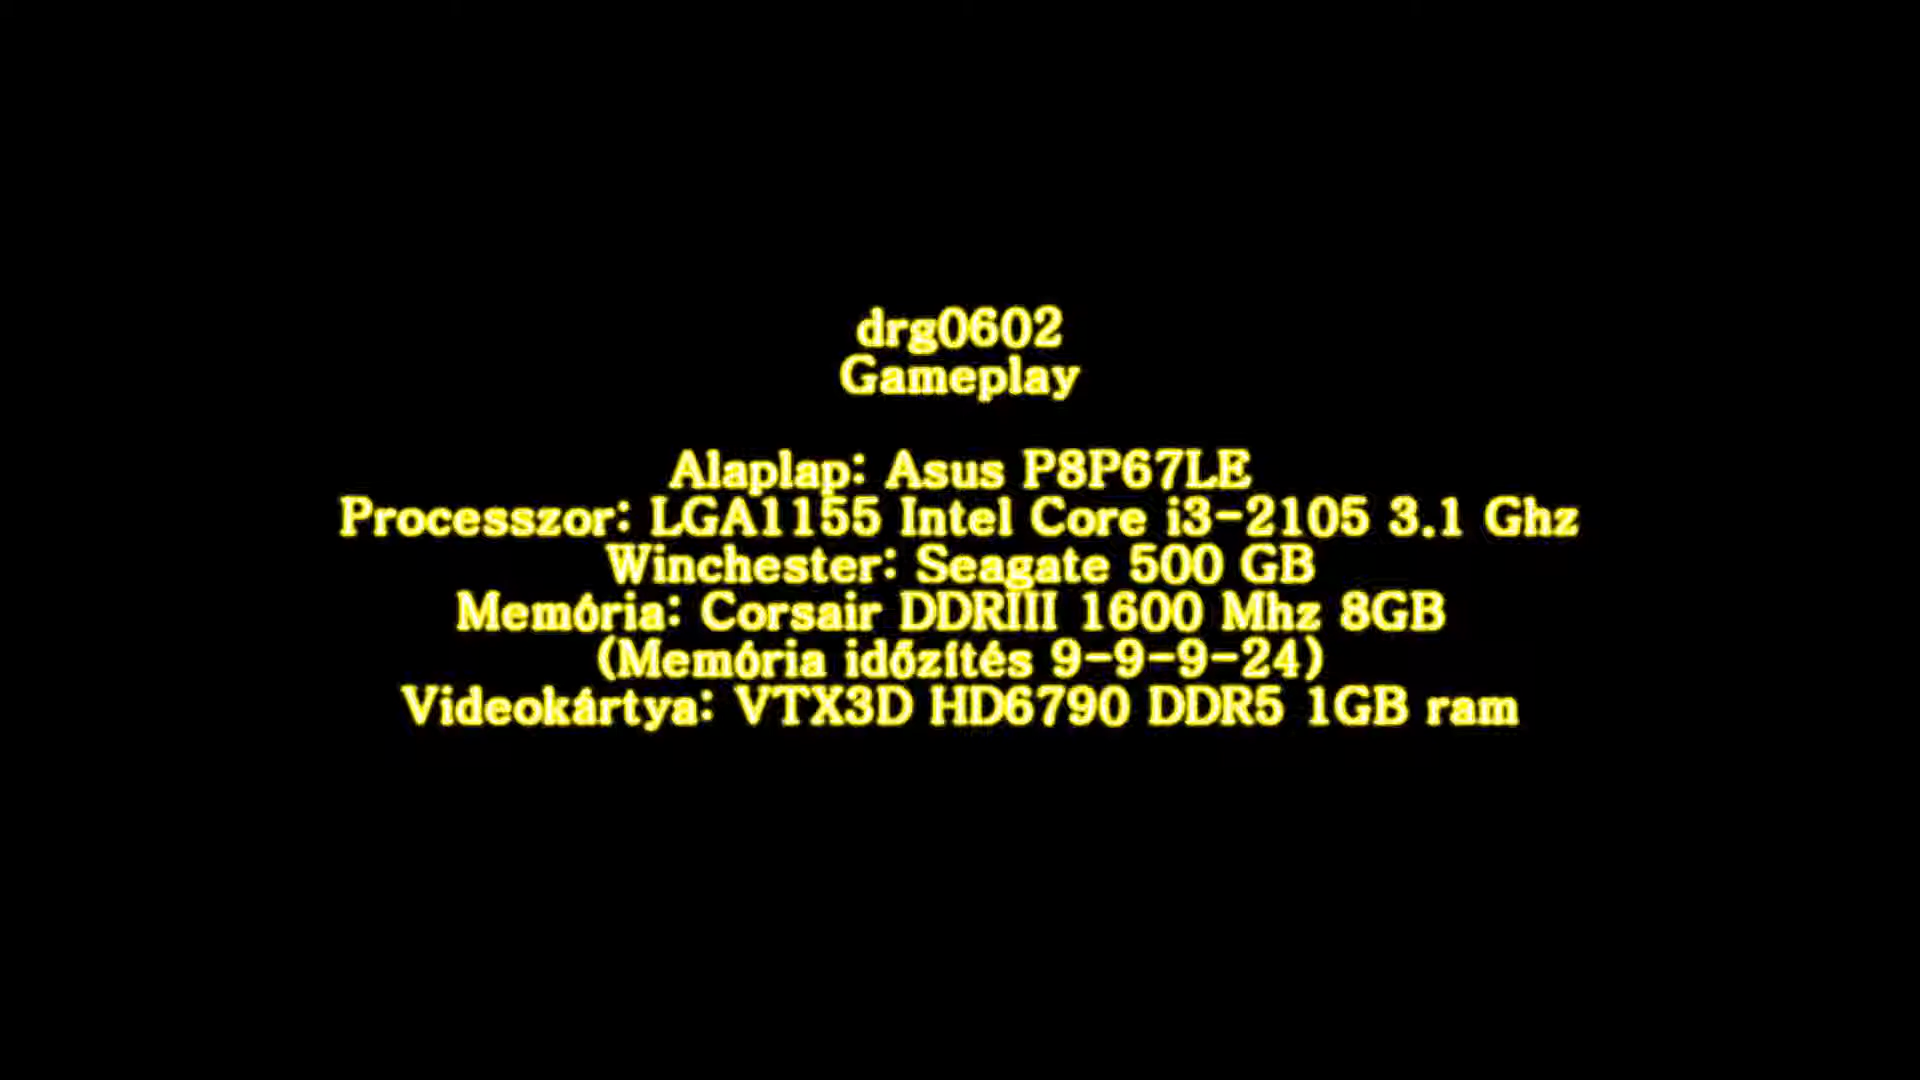 drg0602
Gameplay
Alaplap: Asus P8P67LE
Processzor: LGA1155 Intel Core i3-2105 3.1 Ghz
Winchester: Seagate 500 GB
Memória: Corsair DDRIII 1600 Mhz 8GB
(Memória időzítés 9-9-9-24)
Videokártya: VTX3D HD6790 DDR5 1GB ram